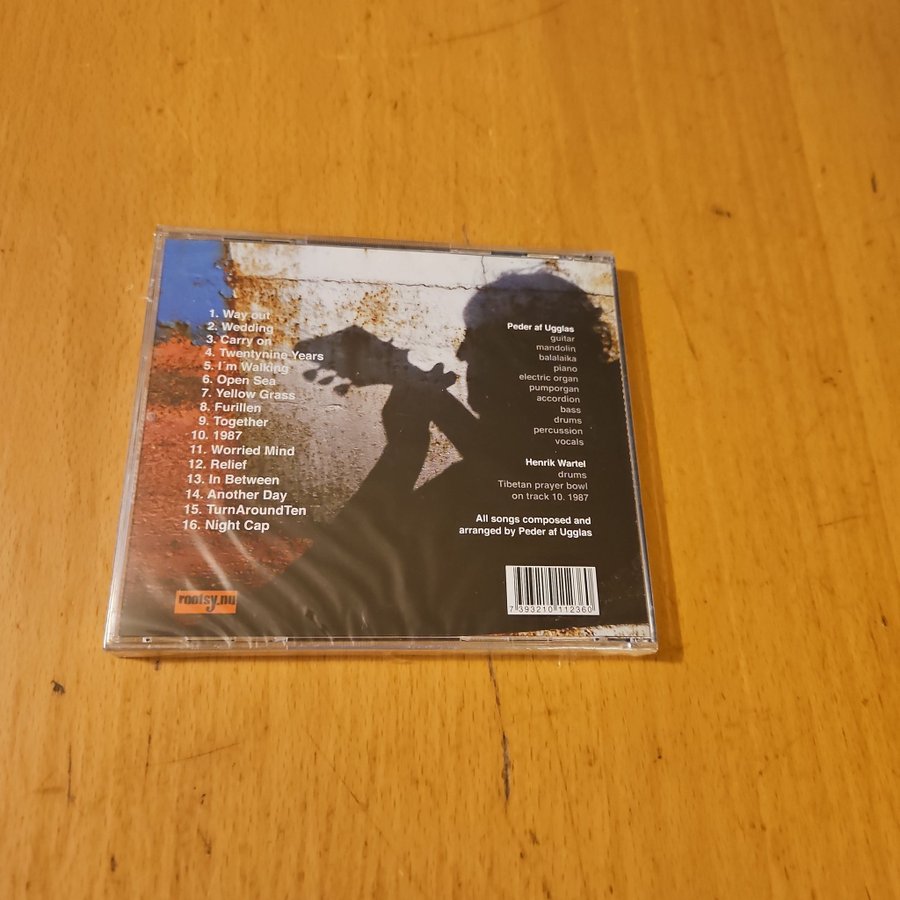 1. Way out
2. Wedding
3. Carry on
4. Twentynine Years
5. I'm Walking
6. Open Sea
7. Yellow Grass
8. Furillen
9. Together
10. 1987
11. Worried Mind
12. Relief
13. In Between
14. Another Day
15. TurnAroundTen
16. Night Cap
Peder af Ugglas
guitar
mandolin
balalaika
piano
electric organ
pumporgan
accordion
bass
drums
percussion
vocals
Henrik Wartel
drums
Tibetan prayer bowl
on track 10. 1987
All songs composed and
arranged by Peder af Ugglas
rootsy.nu
7 393210 112360